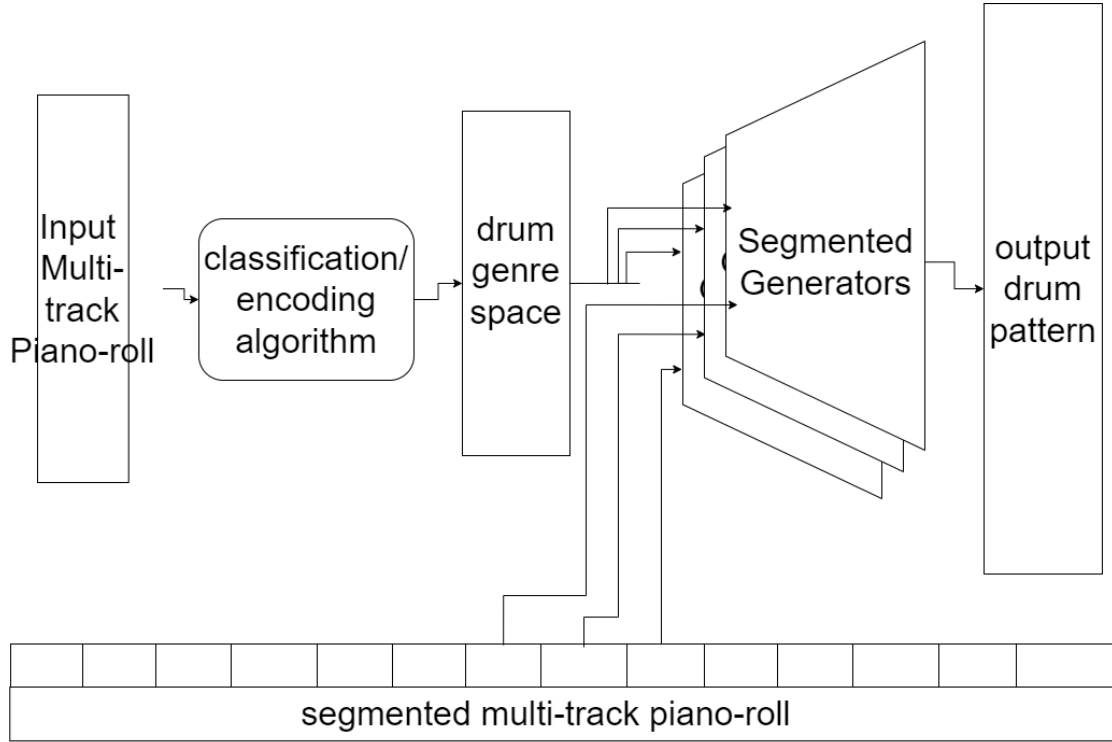 Input
Multi-
track
Piano-roll
classification/
encoding
algorithm
drum
genre
space
Segmented
Generators
output
drum
pattern
segmented multi-track piano-roll